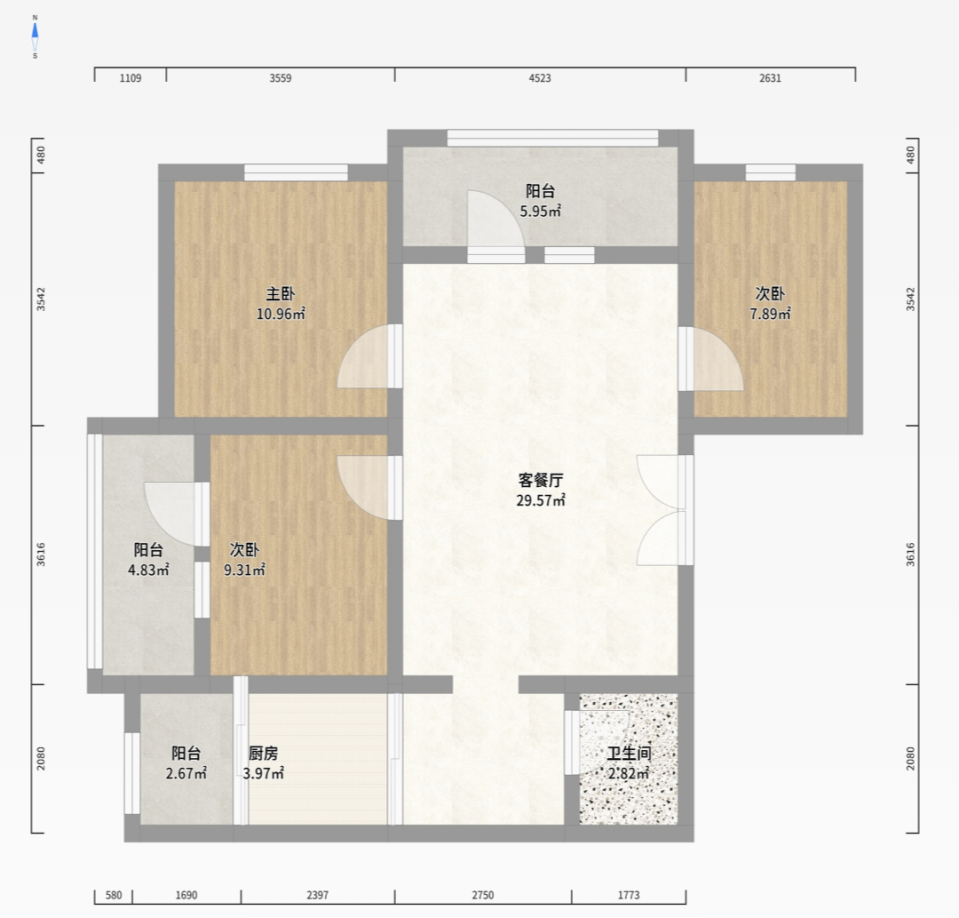 N
S
1109
3559
4523
2631
480
480
阳台
5.95㎡
主卧
10.96㎡
次卧
7.89㎡
3542
3542
客餐厅
29.57㎡
阳台
4.83㎡
次卧
9.31㎡
3616
3616
阳台
2.67㎡
厨房
3.97㎡
卫生间
2.82㎡
2080
2080
580
1690
2397
2750
1773